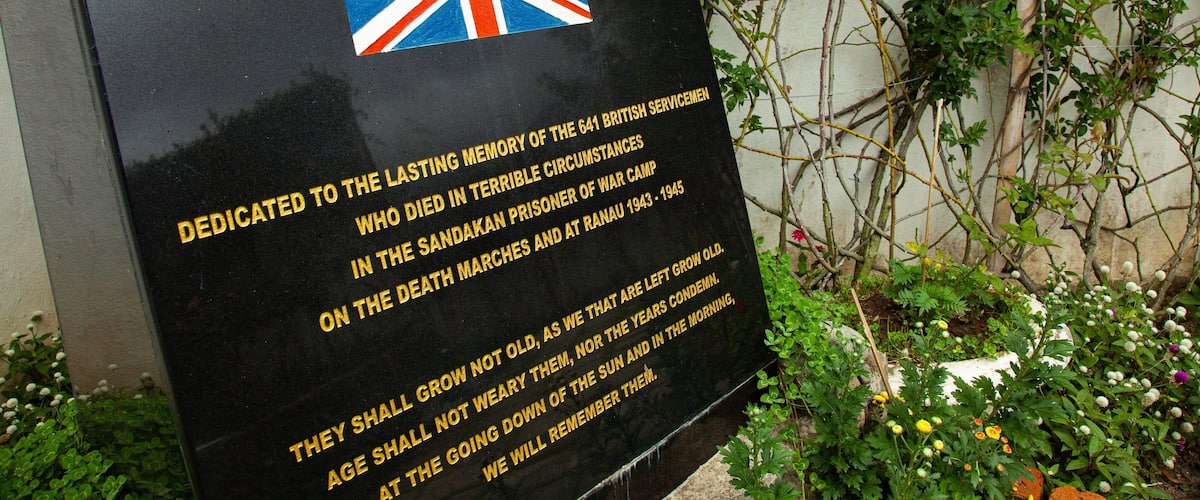 DEDICATED TO THE LASTING MEMORY OF THE 641 BRITISH SERVICEMEN
WHO DIED IN TERRIBLE CIRCUMSTANCES
IN THE SANDAKAN PRISONER OF WAR CAMP
ON THE DEATH MARCHES AND AT RANAU 1943 - 1945
THEY SHALL GROW NOT OLD, AS WE THAT ARE LEFT GROW OLD.
AGE SHALL NOT WEARY THEM, NOR THE YEARS CONDEMN.
AT THE GOING DOWN OF THE SUN AND IN THE MORNING,
WE WILL REMEMBER THEM.